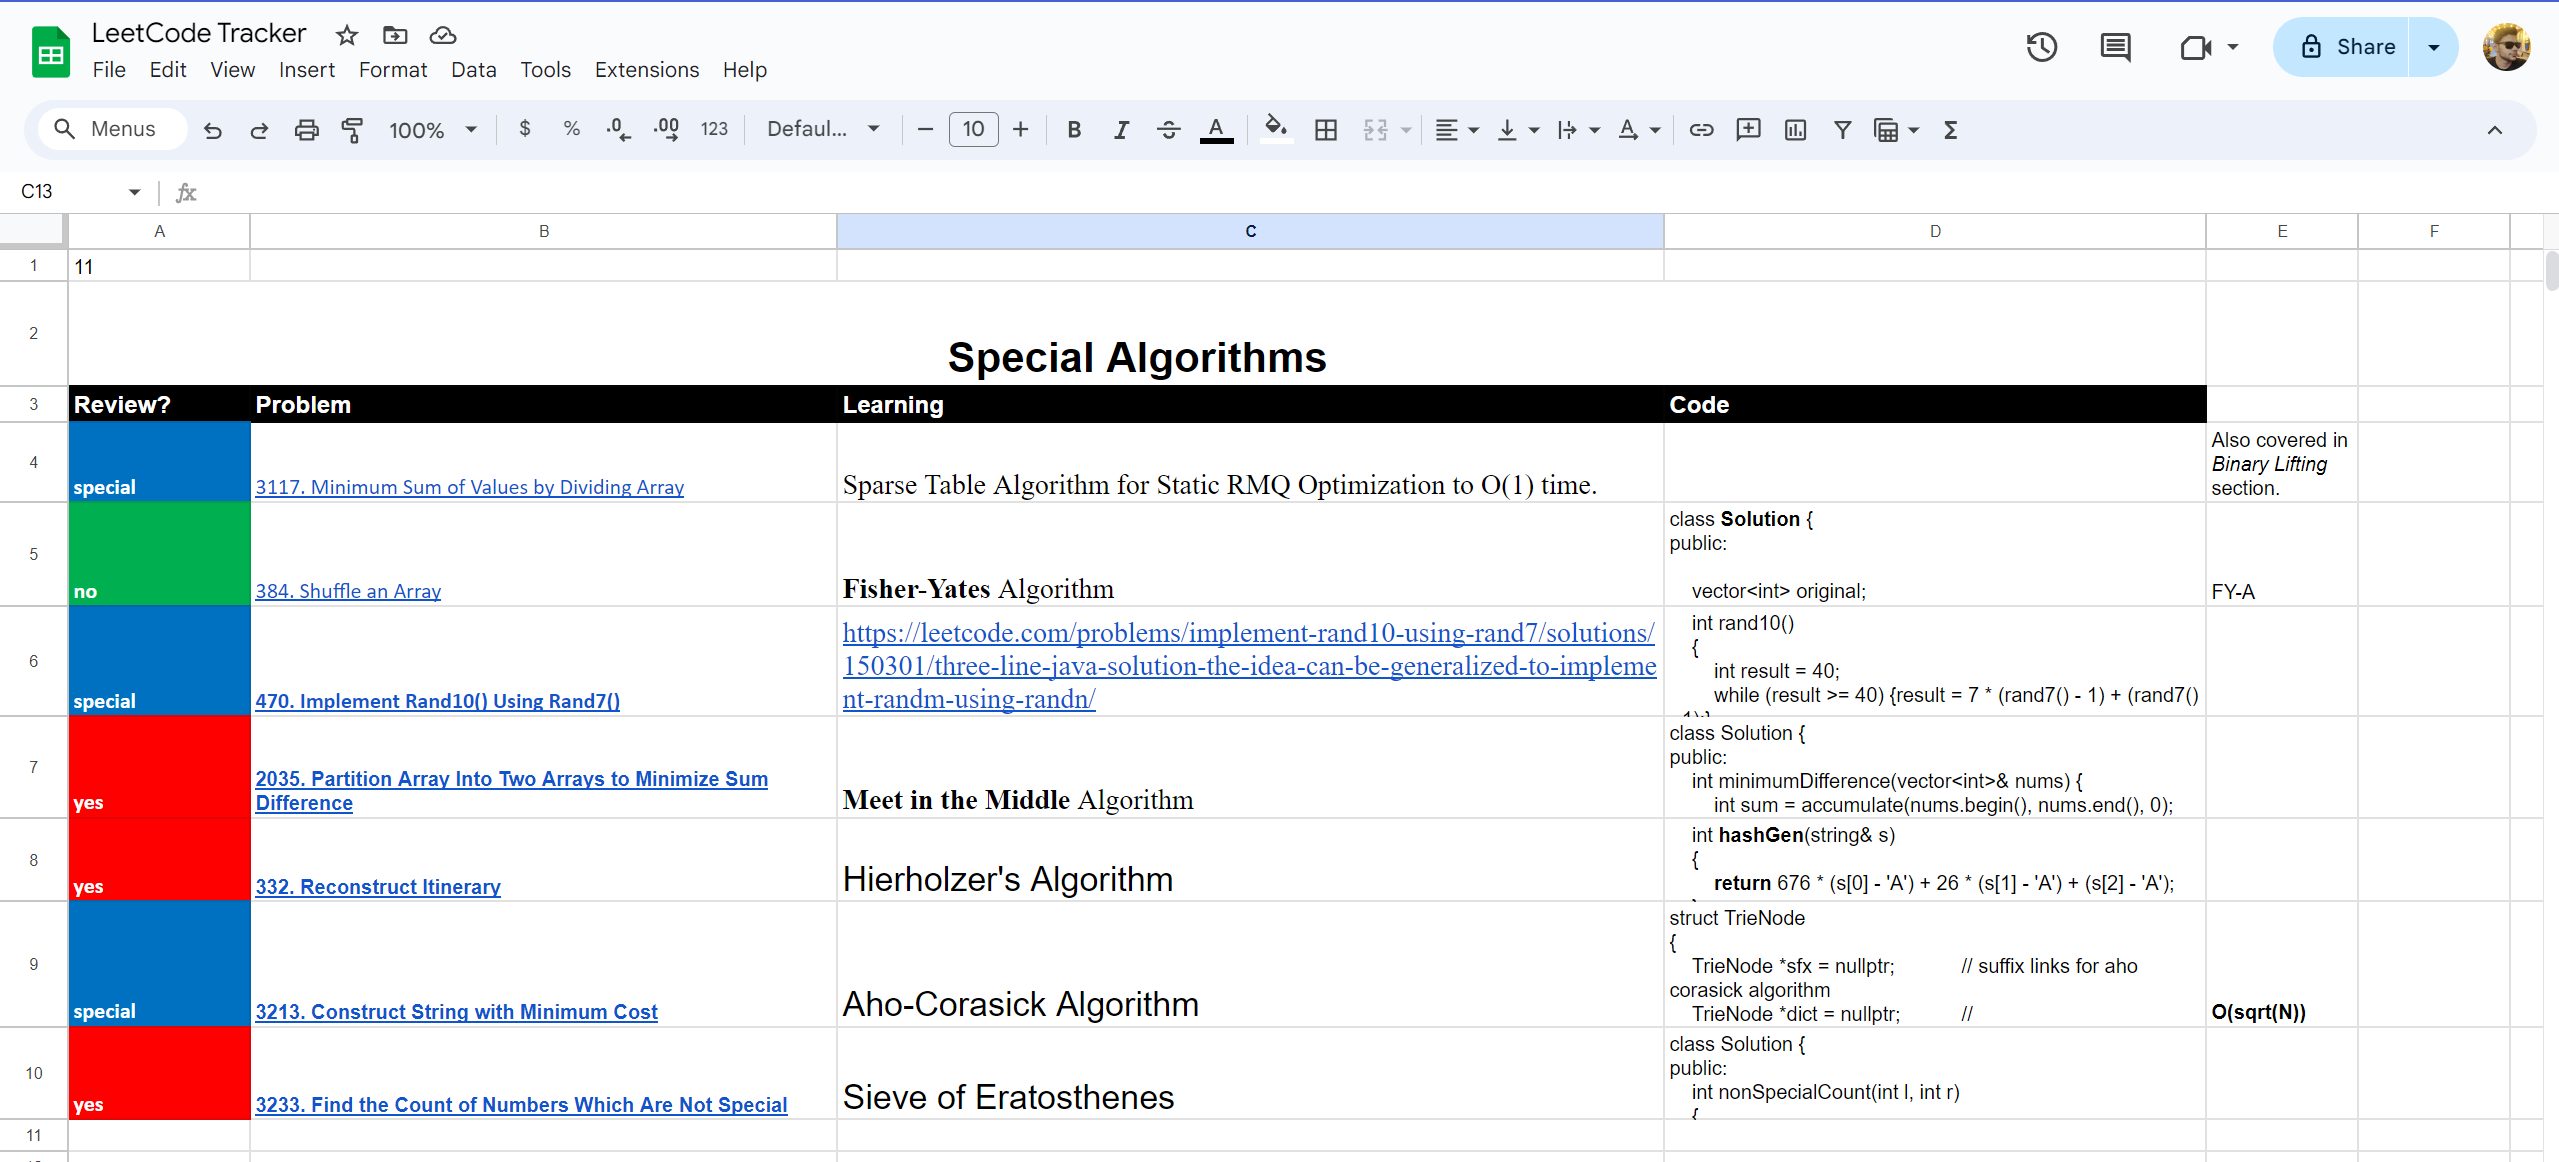 LeetCode Tracker
File Edit View Insert Format Data Tools Extensions Help
Share
Menus 100% $ % .0 .00 123 Defaul... 10 B I S A Σ
C13 fx
A B C D E F
1 11
2 Special Algorithms
3 Review? Problem Learning Code
4 special 3117. Minimum Sum of Values by Dividing Array Sparse Table Algorithm for Static RMQ Optimization to O(1) time.
Also covered in
Binary Lifting
section.
5 no 384. Shuffle an Array Fisher-Yates Algorithm
class Solution {
public:
vector<int> original;
FY-A
6 special 470. Implement Rand10() Using Rand7()
https://leetcode.com/problems/implement-rand10-using-rand7/solutions/
150301/three-line-java-solution-the-idea-can-be-generalized-to-impleme
nt-randm-using-randn/
int rand10()
{
int result = 40;
while (result >= 40) {result = 7 * (rand7() - 1) + (rand7()
7 yes 2035. Partition Array Into Two Arrays to Minimize Sum
Difference
Meet in the Middle Algorithm
class Solution {
public:
int minimumDifference(vector<int>& nums) {
int sum = accumulate(nums.begin(), nums.end(), 0);
8 yes 332. Reconstruct Itinerary Hierholzer's Algorithm
int hashGen(string& s)
{
return 676 * (s[0] - 'A') + 26 * (s[1] - 'A') + (s[2] - 'A');
9 special 3213. Construct String with Minimum Cost Aho-Corasick Algorithm
struct TrieNode
{
TrieNode *sfx = nullptr; // suffix links for aho
corasick algorithm
TrieNode *dict = nullptr; //
O(sqrt(N))
10 yes 3233. Find the Count of Numbers Which Are Not Special Sieve of Eratosthenes
class Solution {
public:
int nonSpecialCount(int l, int r)
{
11